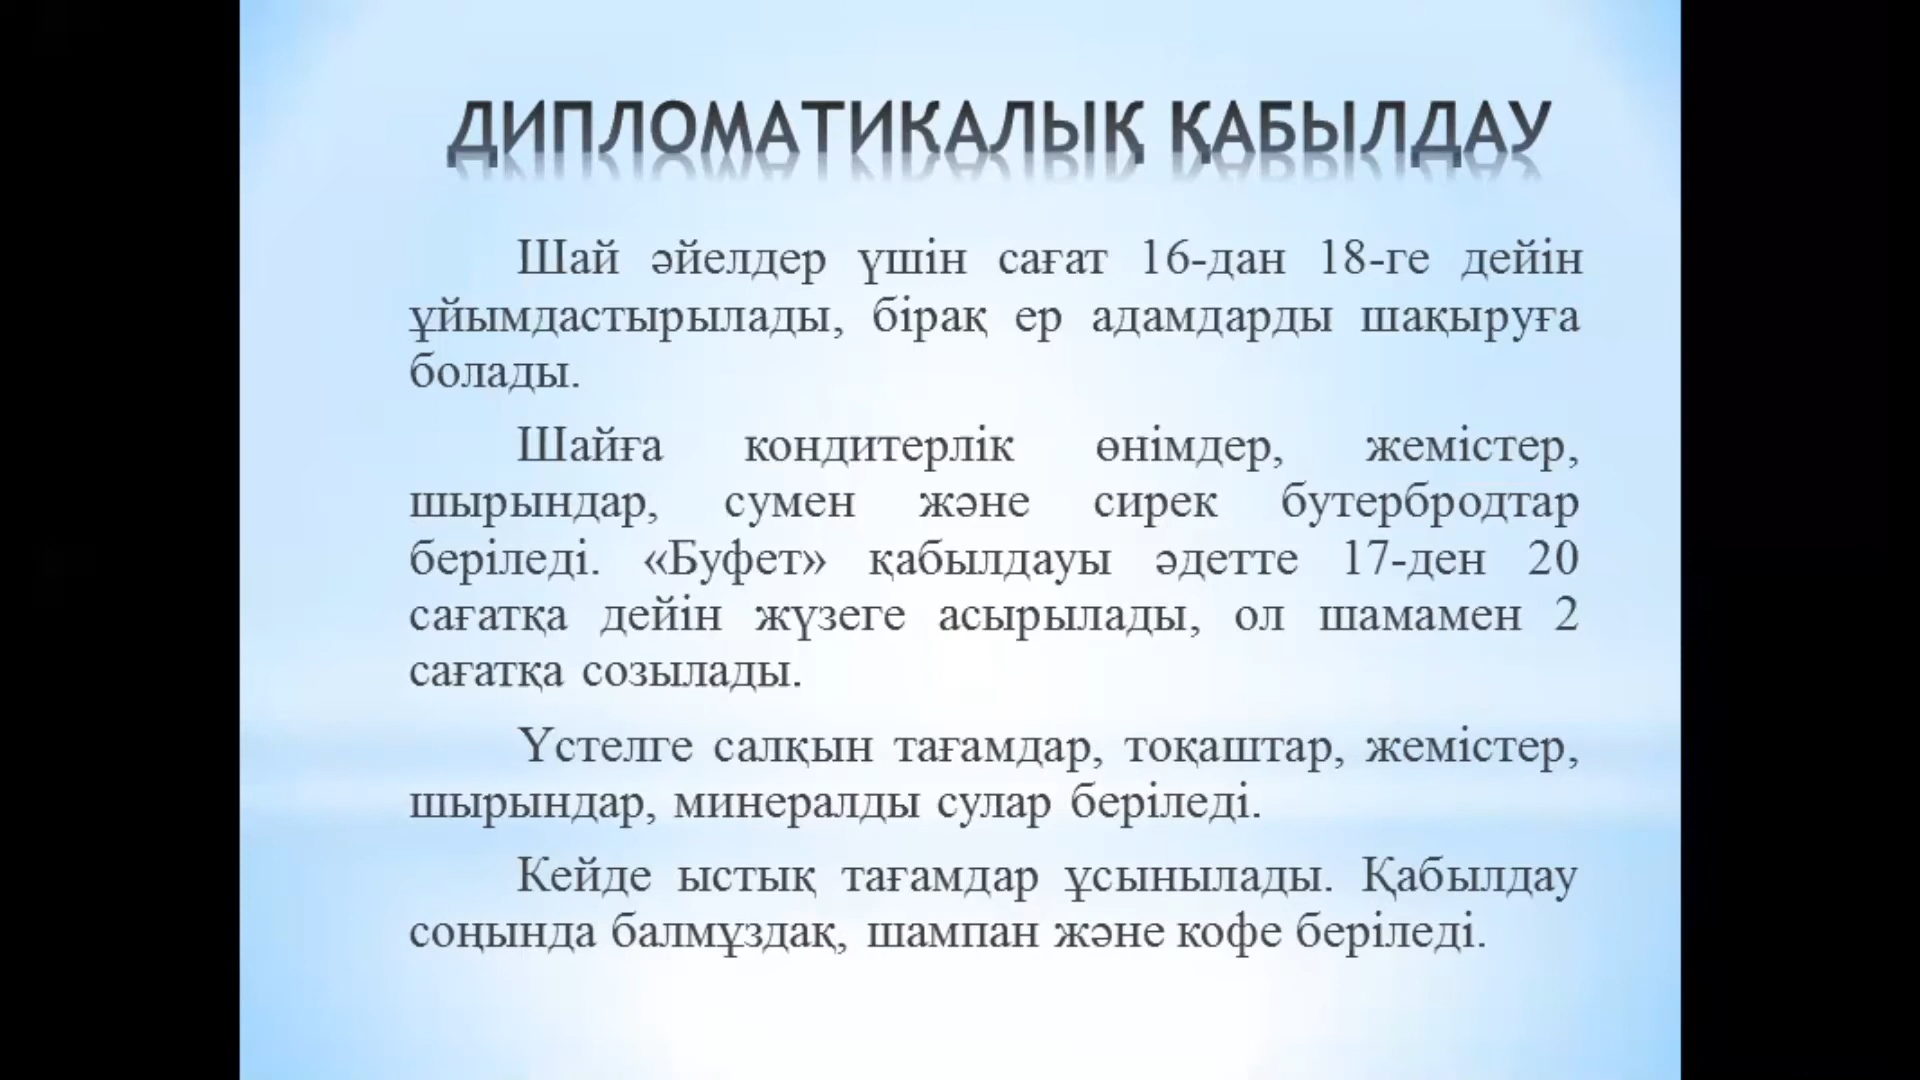 ДИПЛОМАТИКАЛЫҚ ҚАБЫЛДАУ
Шай әйелдер үшін сағат 16-дан 18-ге дейін
ұйымдастырылады, бірақ ер адамдарды шақыруға
болады.
Шайға кондитерлік өнімдер, жемістер,
шырындар, сумен және сирек бутербродтар
беріледі. «Буфет» қабылдауы әдетте 17-ден 20
сағатқа дейін жүзеге асырылады, ол шамамен 2
сағатқа созылады.
Үстелге салқын тағамдар, тоқаштар, жемістер,
шырындар, минералды сулар беріледі.
Кейде ыстық тағамдар ұсынылады. Қабылдау
соңында балмұздақ, шампан және кофе беріледі.